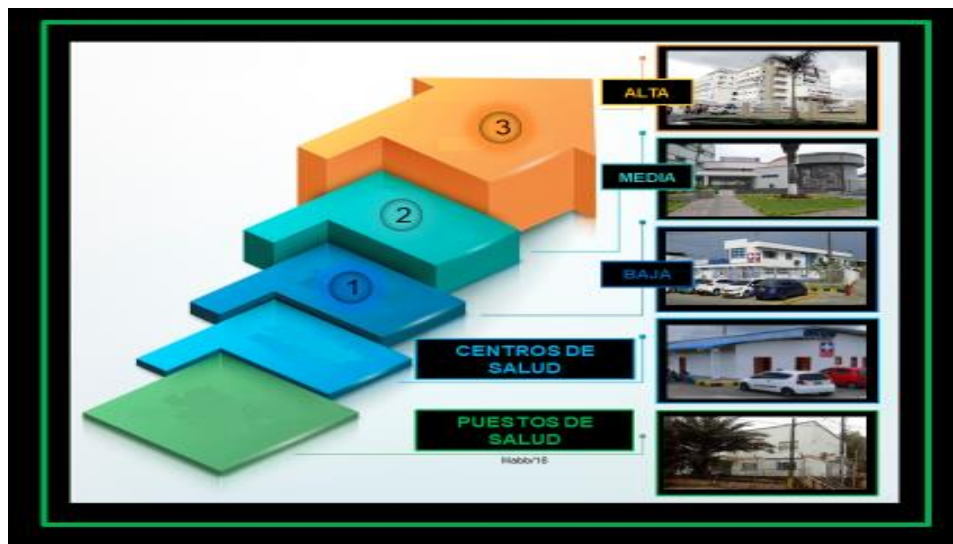 3
ALTA
2
MEDIA
1
BAJA
CENTROS DE
SALUD
PUESTOS DE
SALUD